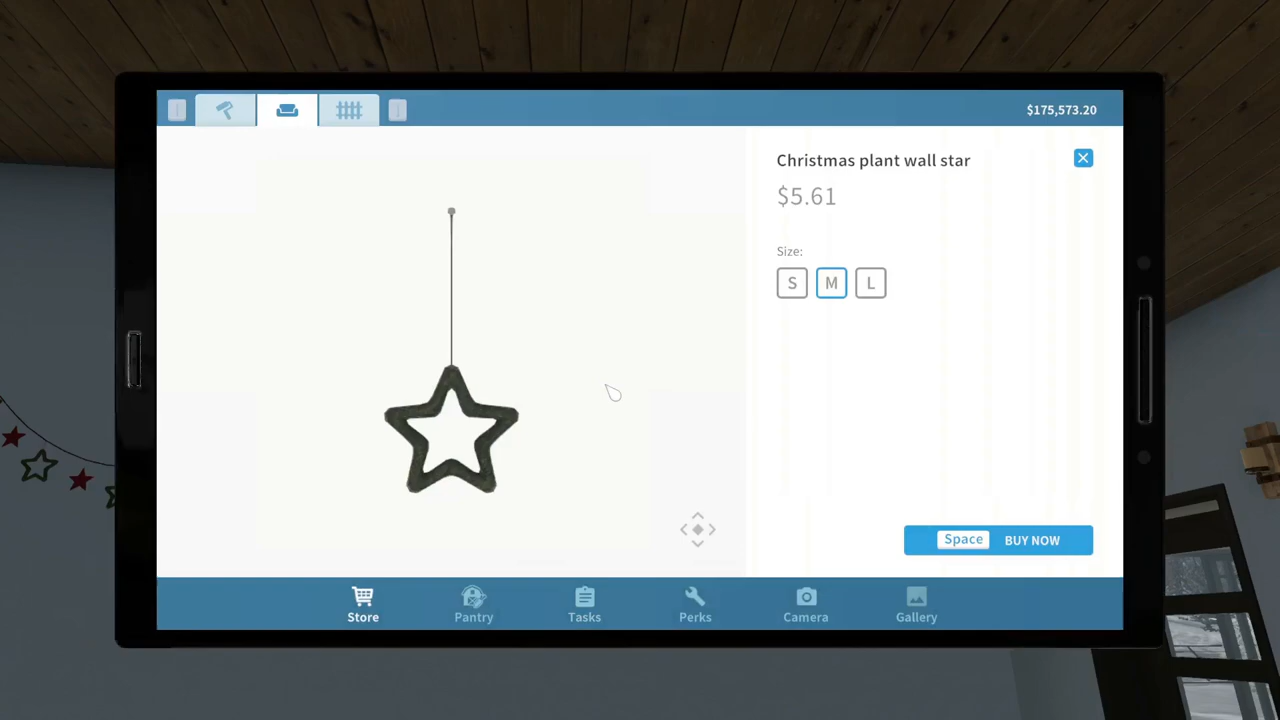 $175,573.20
Christmas plant wall star
$5.61
Size:
S M L
Space BUY NOW
Store Pantry Tasks Perks Camera Gallery